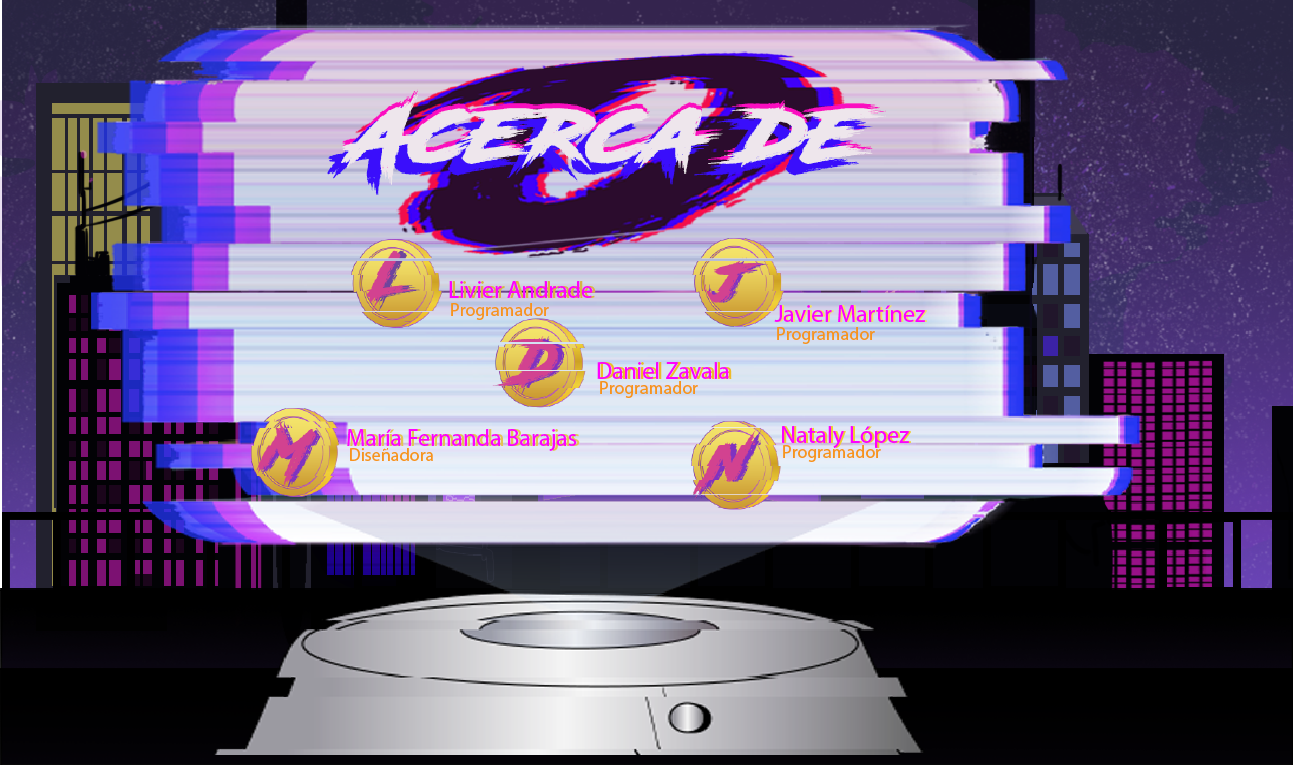 ACERCA DE
L
Livier Andrade
Programador
J
Javier Martínez
Programador
D
Daniel Zavala
Programador
M
María Fernanda Barajas
Diseñadora
N
Nataly López
Programador